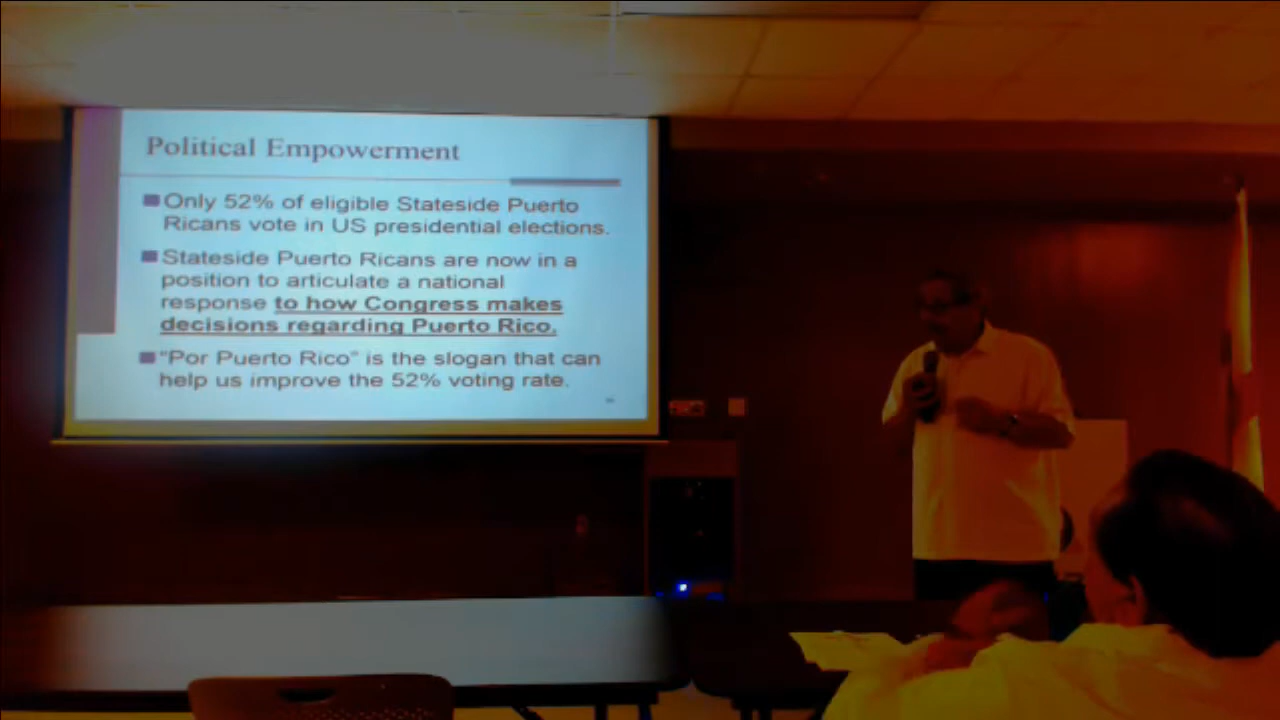 Political Empowerment
Only 52% of eligible Stateside Puerto
Ricans vote in US presidential elections.
Stateside Puerto Ricans are now in a
position to articulate a national
response to how Congress makes
decisions regarding Puerto Rico.
"Por Puerto Rico" is the slogan that can
help us improve the 52% voting rate.